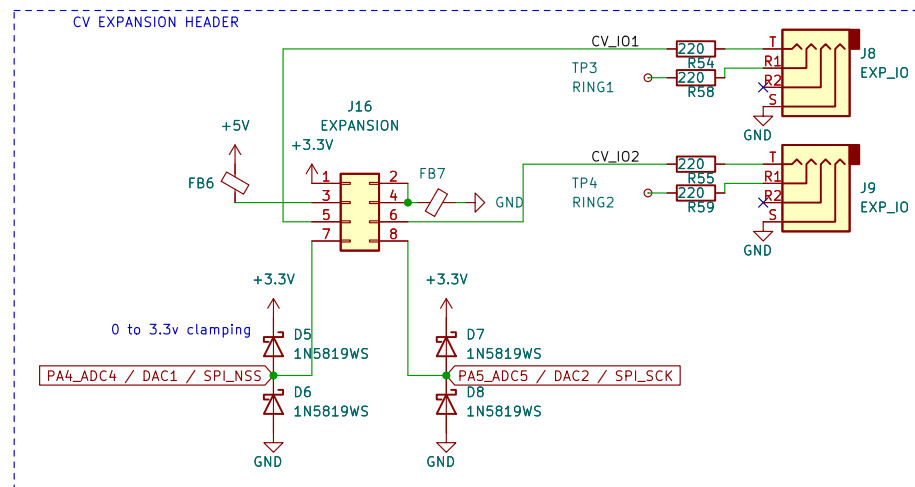 CV EXPANSION HEADER
CV_IO1
220
R54
T
J8
EXP_IO
TP3
RING1
220
R58
R1
R2
S
GND
J16
EXPANSION
+5V
+3.3V
FB6
1
2
3
4
5
6
7
8
FB7
GND
CV_IO2
220
R55
T
J9
EXP_IO
TP4
RING2
220
R59
R1
R2
S
GND
+3.3V
+3.3V
0 to 3.3v clamping
D5
1N5819WS
D7
1N5819WS
PA4_ADC4 / DAC1 / SPI_NSS
PA5_ADC5 / DAC2 / SPI_SCK
D6
1N5819WS
D8
1N5819WS
GND
GND